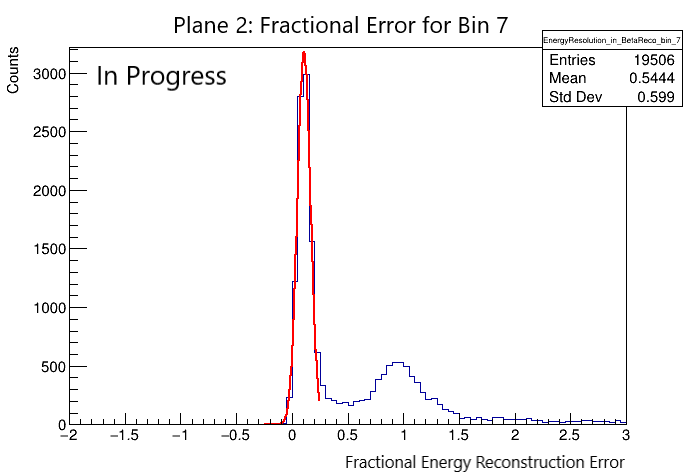 Plane 2: Fractional Error for Bin 7
EnergyResolution_in_BetaReco_bin_7
Entries 19506
Mean 0.5444
Std Dev 0.599
Counts
In Progress
3000
2500
2000
1500
1000
500
0
−2 −1.5 −1 −0.5 0 0.5 1 1.5 2 2.5 3
Fractional Energy Reconstruction Error